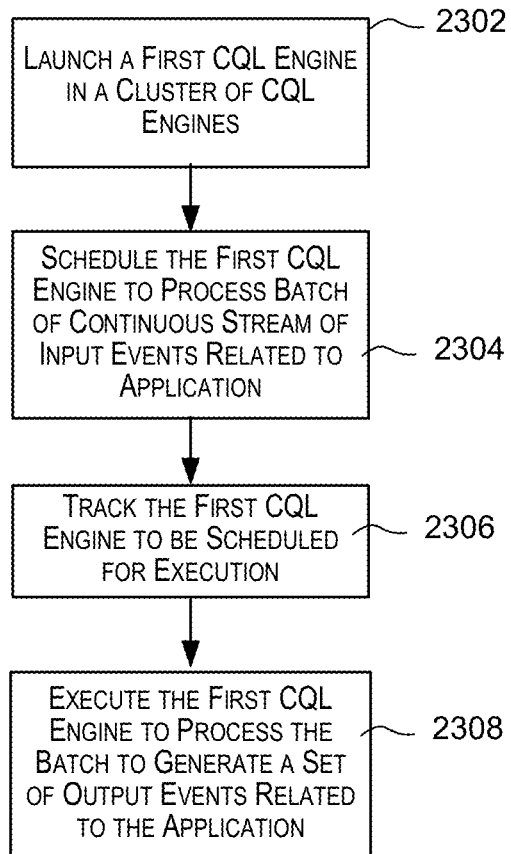 2302
LAUNCH A FIRST CQL ENGINE
IN A CLUSTER OF CQL
ENGINES
SCHEDULE THE FIRST CQL
ENGINE TO PROCESS BATCH
OF CONTINUOUS STREAM OF
INPUT EVENTS RELATED TO
APPLICATION
2304
TRACK THE FIRST CQL
ENGINE TO BE SCHEDULED
FOR EXECUTION
2306
EXECUTE THE FIRST CQL
ENGINE TO PROCESS THE
BATCH TO GENERATE A SET
OF OUTPUT EVENTS RELATED
TO THE APPLICATION
2308